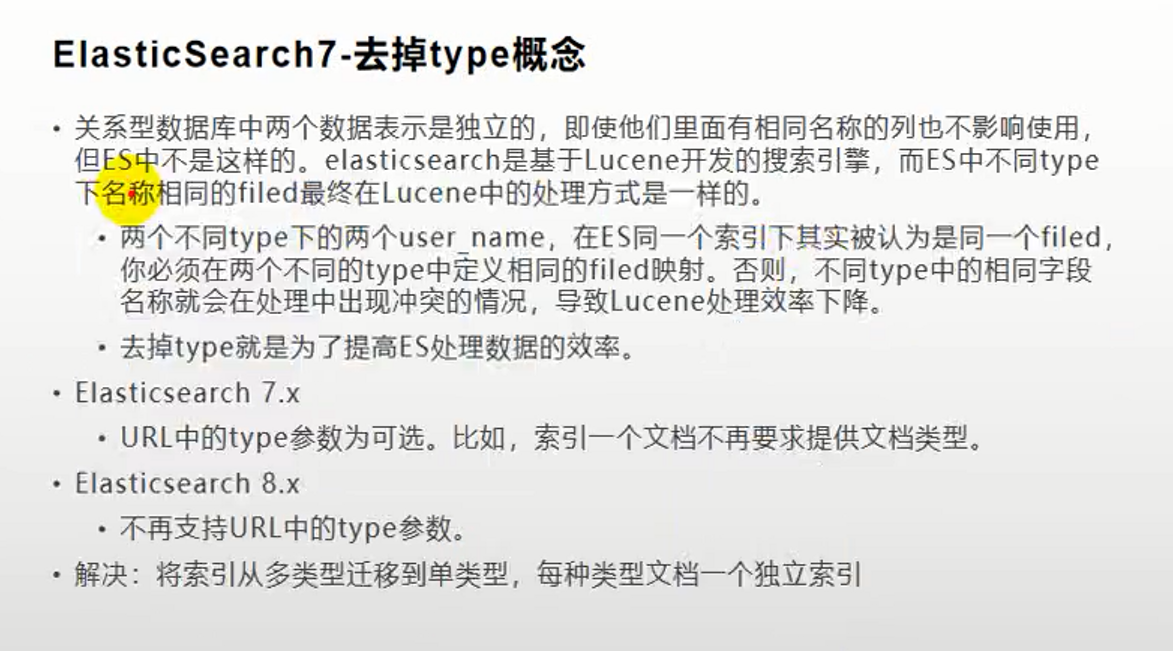 ElasticSearch7-去掉type概念
• 关系型数据库中两个数据表示是独立的，即使他们里面有相同名称的列也不影响使用，
但ES中不是这样的。elasticsearch是基于Lucene开发的搜索引擎，而ES中不同type
下名称相同的filed最终在Lucene中的处理方式是一样的。
• 两个不同type下的两个user_name，在ES同一个索引下其实被认为是同一个filed，
你必须在两个不同的type中定义相同的filed映射。否则，不同type中的相同字段
名称就会在处理中出现冲突的情况，导致Lucene处理效率下降。
• 去掉type就是为了提高ES处理数据的效率。
• Elasticsearch 7.x
• URL中的type参数为可选。比如，索引一个文档不再要求提供文档类型。
• Elasticsearch 8.x
• 不再支持URL中的type参数。
• 解决：将索引从多类型迁移到单类型，每种类型文档一个独立索引